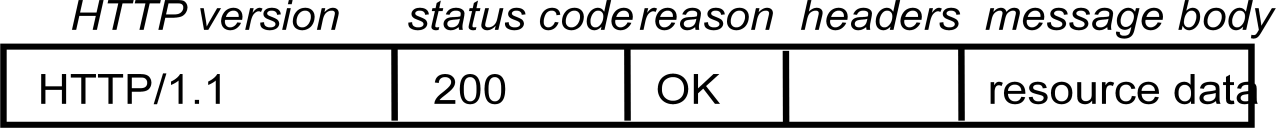 HTTP version status code reason headers message body
HTTP/1.1 200 OK resource data